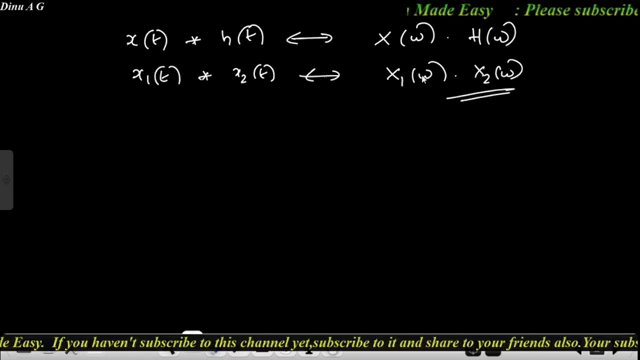 Dinu A G
! Made Easy : Please subscribe
x(t) * h(t) ⟷ X(ω) · H(ω)
x₁(t) * x₂(t) ⟷ X₁(ω) · X₂(ω)
de Easy. If you haven't subscribe to this channel yet,subscribe to it and share to your friends also.Your subs